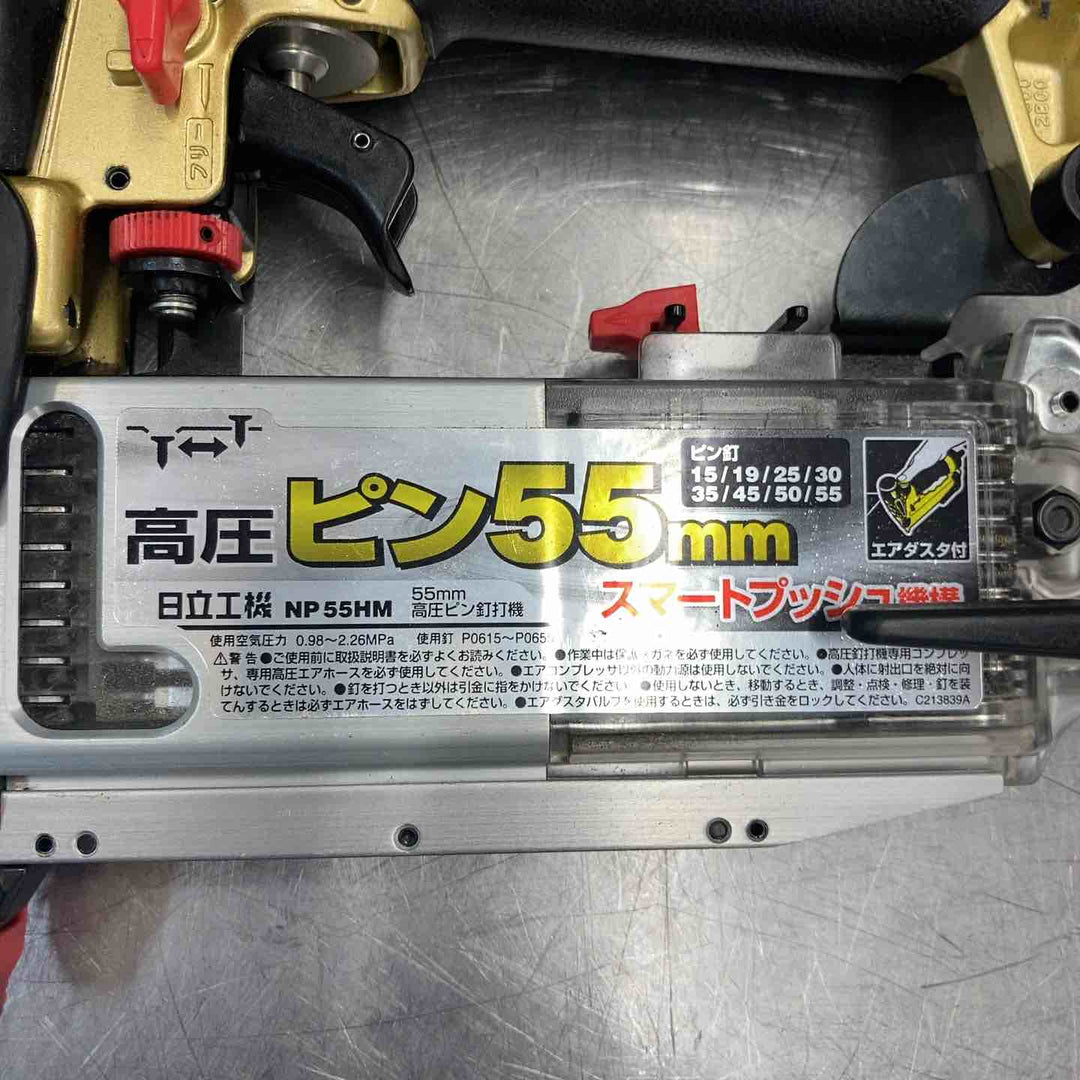 フリー
ピン釘
15/19/25/30
35/45/50/55
高圧 ピン55mm
エアダスタ付
スマートプッシュ機構
日立工機 NP55HM 55mm
高圧ピン釘打機
使用空気圧力 0.98～2.26MPa 使用釘 P0615～P065
⚠警告 ●ご使用前に取扱説明書を必ずよくお読みください。 ●作業中は保 メガネを必ず使用してください。 ●高圧釘打機専用コンプレッ
サ、専用高圧エアホースを必ず使用してください。 ●エアコンプレッサ以外の動力源は使用しないでください。 ●人体に射出口を絶対に向
けないでください。 ●釘を打つとき以外は引金に指をかけないでください ●使用しないとき、移動するとき、調整・点検・修理・釘を装
てんするときは必ずエアホースをはずしてください。 ●エアダスタバルブを使用するときは、必ず引き金をロックしてください。C213839A